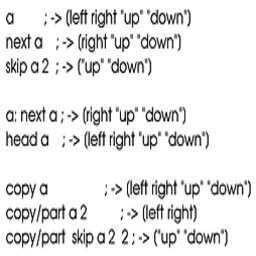 a ; -> (left right "up" "down")
next a ; -> (right "up" "down")
skip a 2 ; -> ("up" "down")
a: next a ; -> (right "up" "down")
head a ; -> (left right "up" "down")
copy a ; -> (left right "up" "down")
copy/part a 2 ; -> (left right)
copy/part skip a 2 2 ; -> ("up" "down")